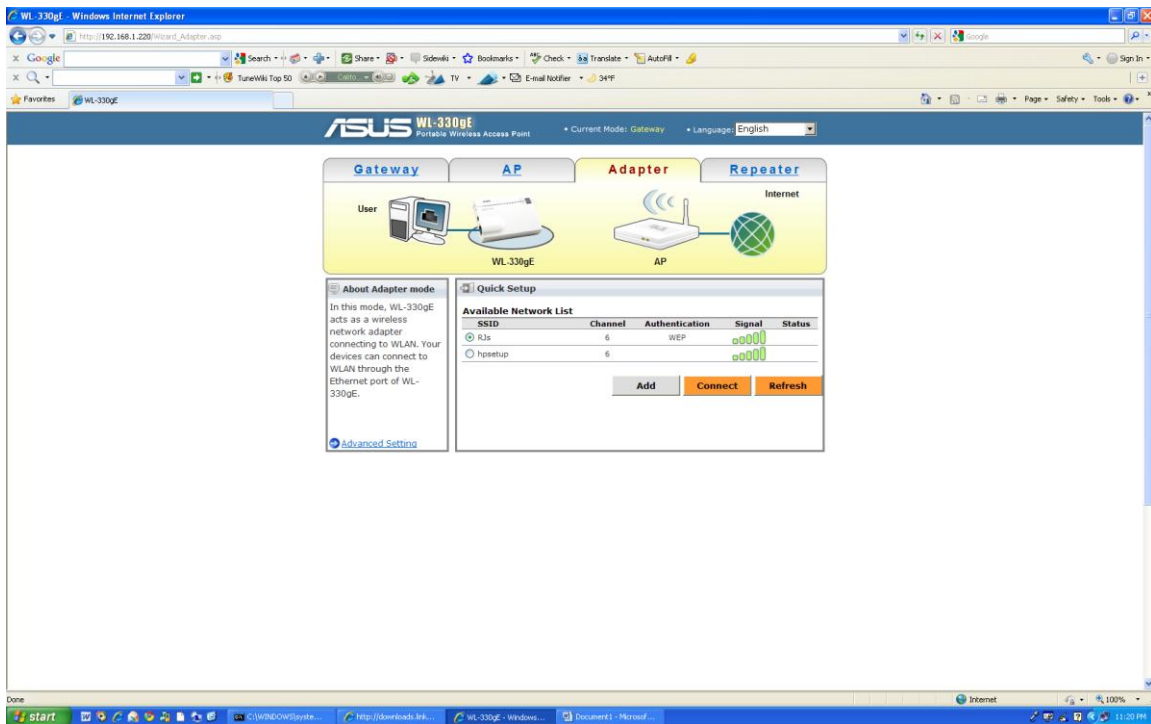 WL-330gE - Windows Internet Explorer
http://192.168.1.220/Wizard_Adapter.asp
Google
x Google Search Share Sidewiki Bookmarks Check Translate AutoFill Sign In
TuneWiki Top 50 TV E-mail Notifier 34°F
Favorites WL-330gE Page Safety Tools
ASUS WL-330gE
Portable Wireless Access Point
Current Mode: Gateway
Language: English
Gateway AP Adapter Repeater
User
Internet
WL-330gE AP
About Adapter mode
In this mode, WL-330gE
acts as a wireless
network adapter
connecting to WLAN. Your
devices can connect to
WLAN through the
Ethernet port of WL-
330gE.
Advanced Setting
Quick Setup
Available Network List
SSID Channel Authentication Signal Status
RJs 6 WEP
hpsetup 6
Add Connect Refresh
Done Internet 100%
start C:\WINDOWS\syste... http://downloads.link... WL-330gE - Windows... Document1 - Microsof... 11:20 PM